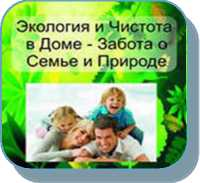 Экология и Чистота
в Доме - Забота о
Семье и Природе